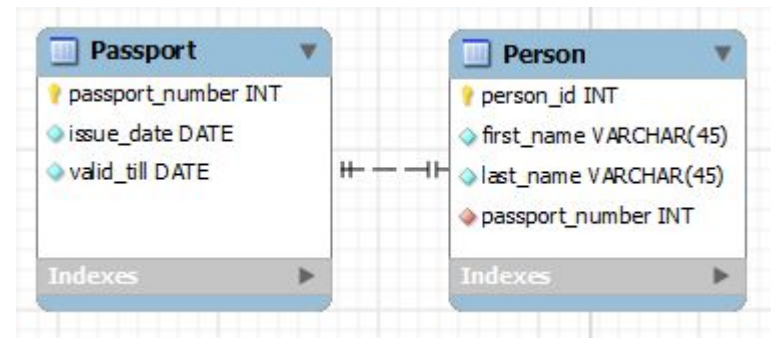 Passport
passport_number INT
issue_date DATE
valid_till DATE
Indexes
Person
person_id INT
first_name VARCHAR(45)
last_name VARCHAR(45)
passport_number INT
Indexes